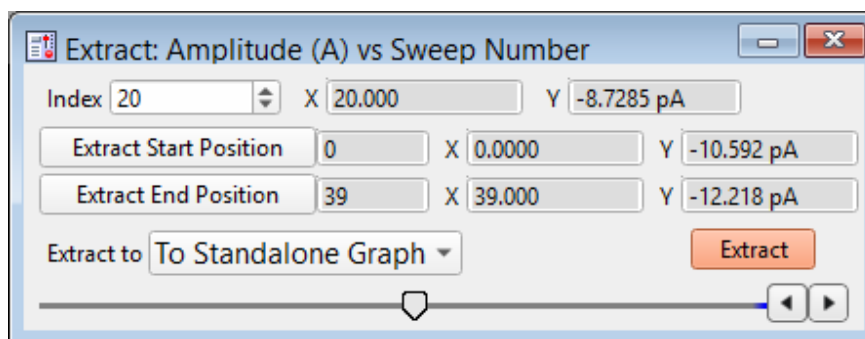 Extract: Amplitude (A) vs Sweep Number
Index 20 X 20.000 Y -8.7285 pA
Extract Start Position 0 X 0.0000 Y -10.592 pA
Extract End Position 39 X 39.000 Y -12.218 pA
Extract to To Standalone Graph Extract